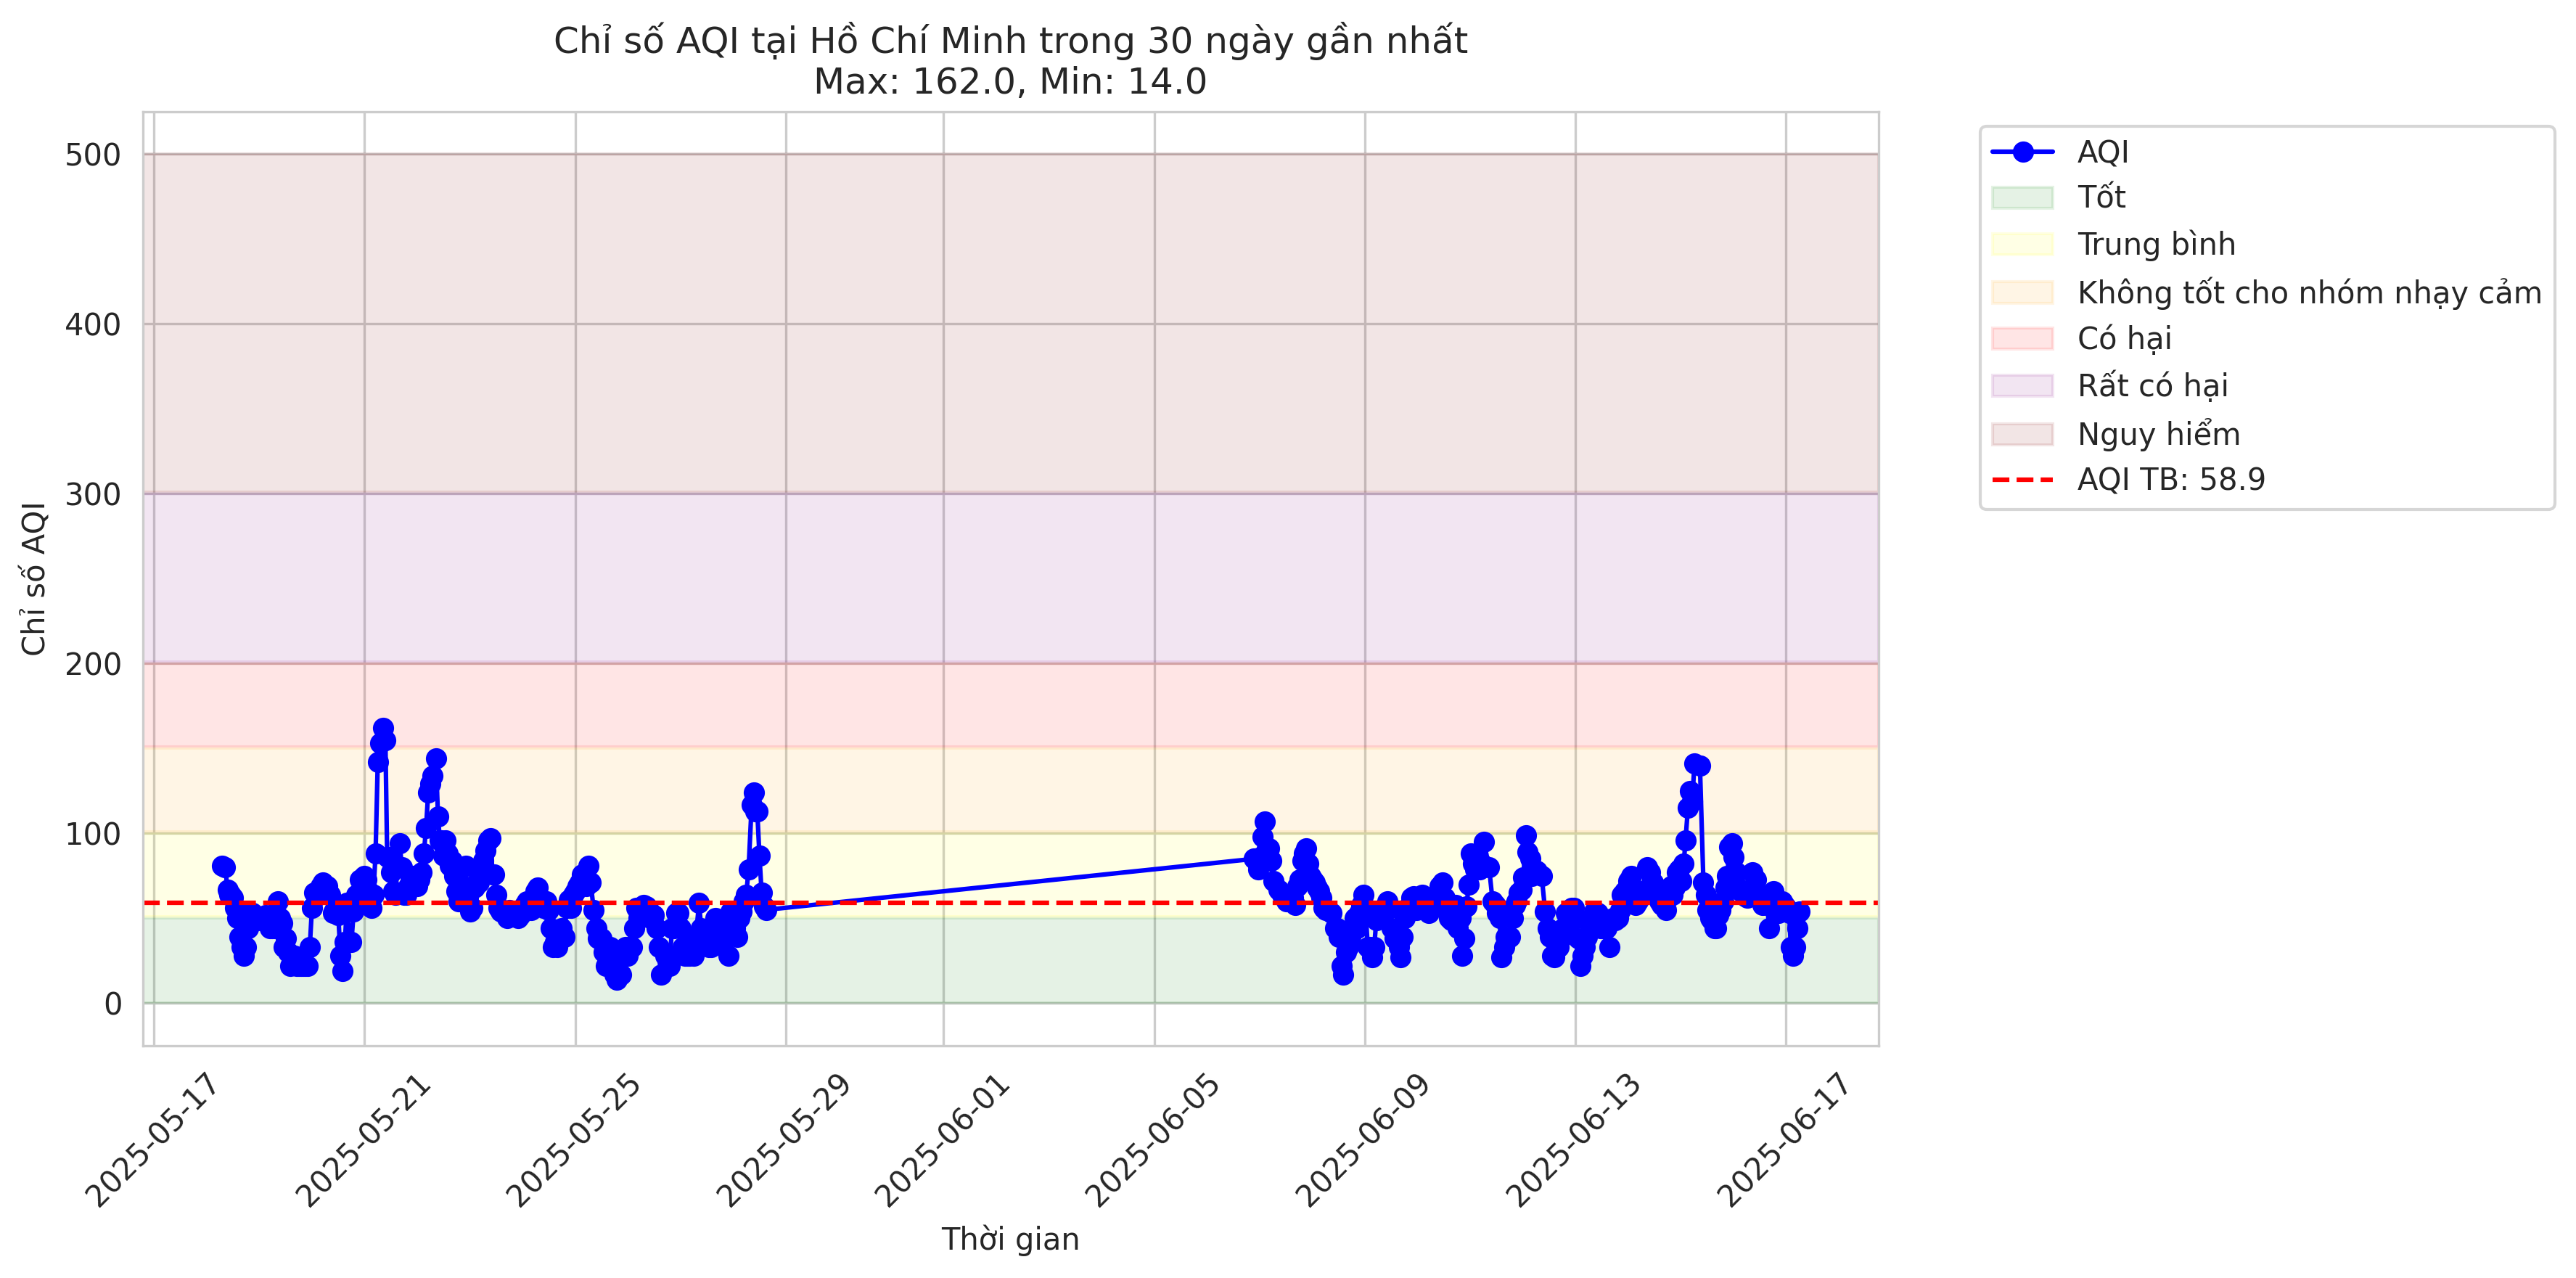 Chỉ số AQI tại Hồ Chí Minh trong 30 ngày gần nhất
Max: 162.0, Min: 14.0
Chỉ số AQI
500
400
300
200
100
0
2025-05-17
2025-05-21
2025-05-25
2025-05-29
2025-06-01
2025-06-05
2025-06-09
2025-06-13
2025-06-17
Thời gian
AQI
Tốt
Trung bình
Không tốt cho nhóm nhạy cảm
Có hại
Rất có hại
Nguy hiểm
AQI TB: 58.9